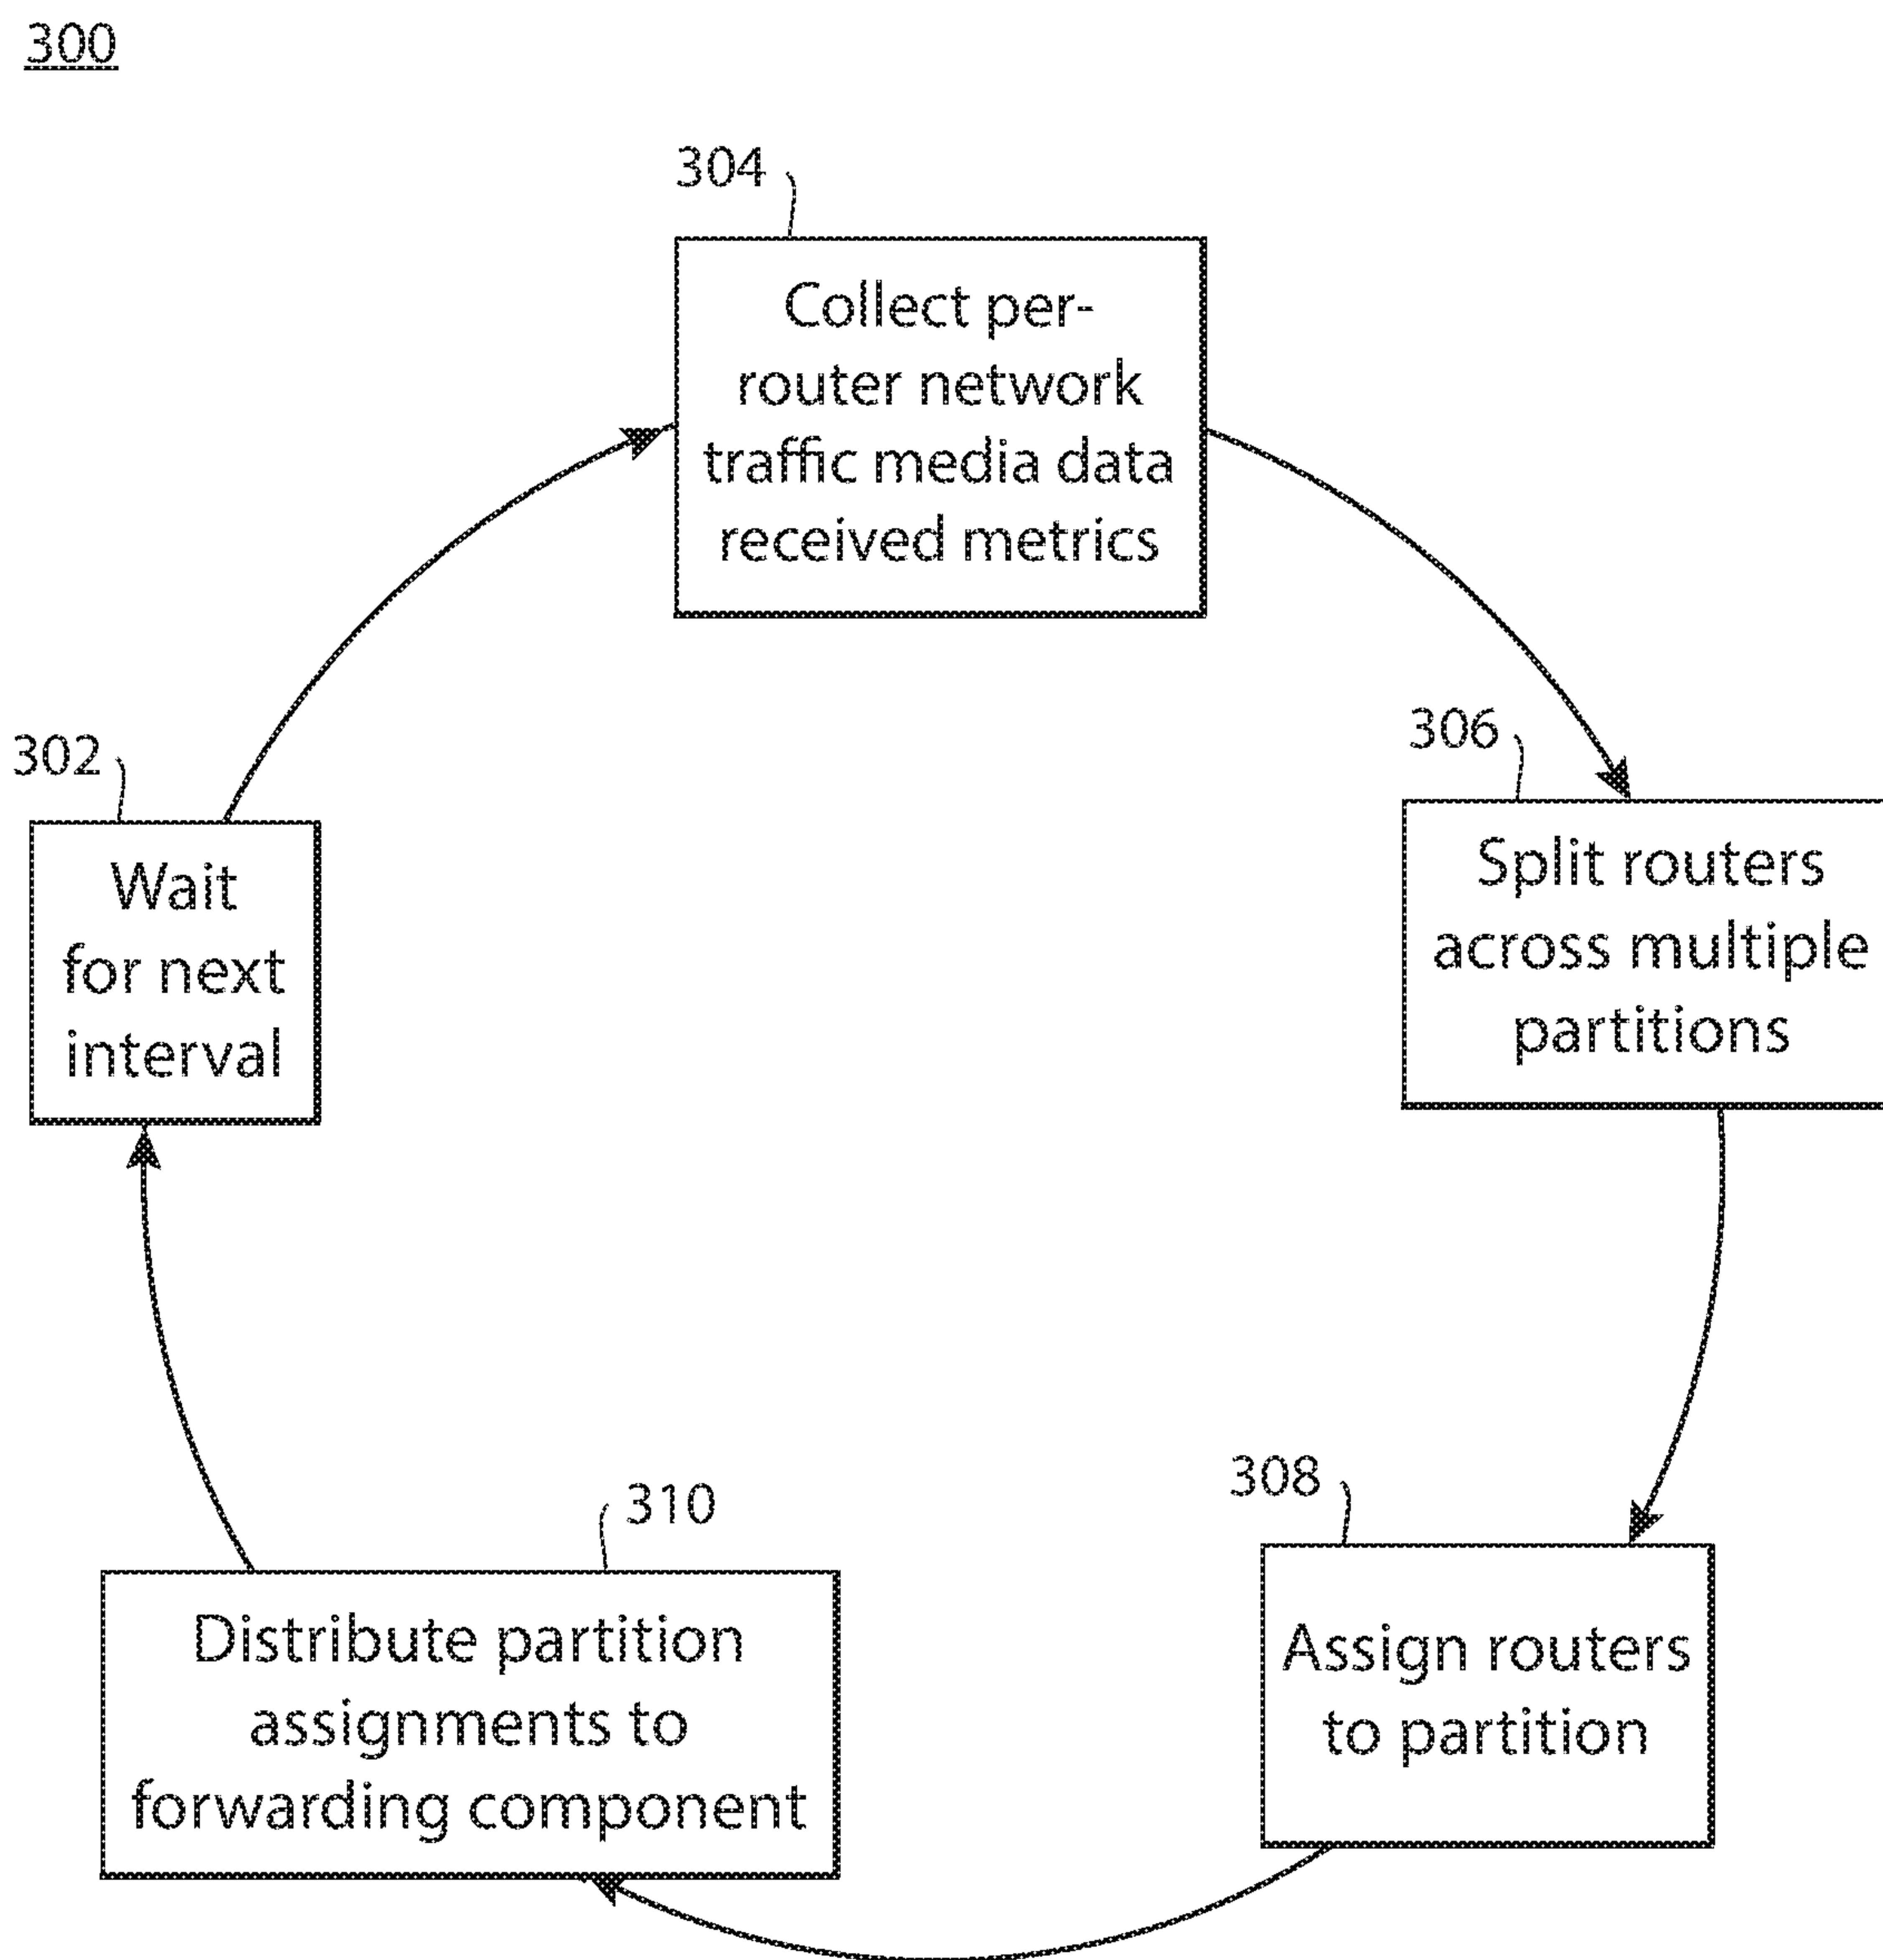 300
304
Collect per-
router network
traffic media data
received metrics
302
Wait
for next
interval
306
Split routers
across multiple
partitions
308
Assign routers
to partition
310
Distribute partition
assignments to
forwarding component